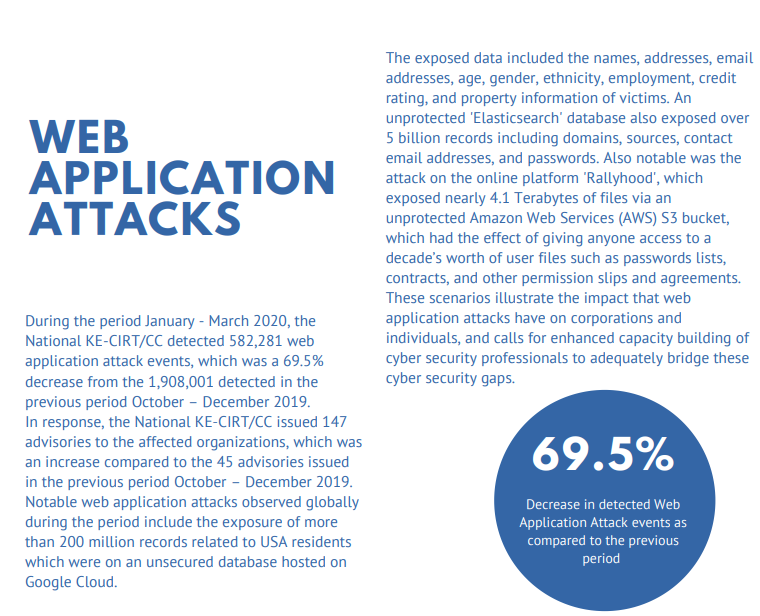 WEB
APPLICATION
ATTACKS
During the period January - March 2020, the
National KE-CIRT/CC detected 582,281 web
application attack events, which was a 69.5%
decrease from the 1,908,001 detected in the
previous period October – December 2019.
In response, the National KE-CIRT/CC issued 147
advisories to the affected organizations, which was
an increase compared to the 45 advisories issued
in the previous period October – December 2019.
Notable web application attacks observed globally
during the period include the exposure of more
than 200 million records related to USA residents
which were on an unsecured database hosted on
Google Cloud.
The exposed data included the names, addresses, email
addresses, age, gender, ethnicity, employment, credit
rating, and property information of victims. An
unprotected 'Elasticsearch' database also exposed over
5 billion records including domains, sources, contact
email addresses, and passwords. Also notable was the
attack on the online platform 'Rallyhood', which
exposed nearly 4.1 Terabytes of files via an
unprotected Amazon Web Services (AWS) S3 bucket,
which had the effect of giving anyone access to a
decade's worth of user files such as passwords lists,
contracts, and other permission slips and agreements.
These scenarios illustrate the impact that web
application attacks have on corporations and
individuals, and calls for enhanced capacity building of
cyber security professionals to adequately bridge these
cyber security gaps.
69.5%
Decrease in detected Web
Application Attack events as
compared to the previous
period